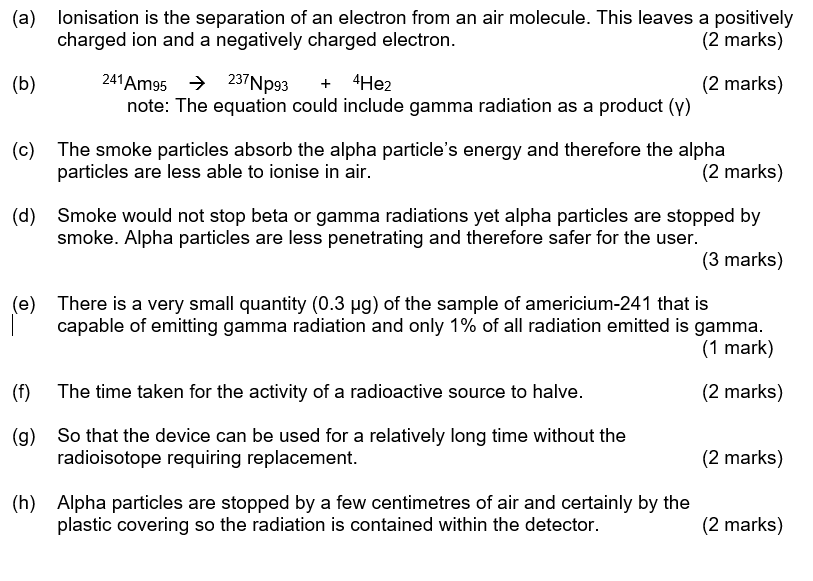 (a) Ionisation is the separation of an electron from an air molecule. This leaves a positively
charged ion and a negatively charged electron. (2 marks)
(b) ²⁴¹Am₉₅ → ²³⁷Np₉₃ + ⁴He₂ (2 marks)
note: The equation could include gamma radiation as a product (γ)
(c) The smoke particles absorb the alpha particle's energy and therefore the alpha
particles are less able to ionise in air. (2 marks)
(d) Smoke would not stop beta or gamma radiations yet alpha particles are stopped by
smoke. Alpha particles are less penetrating and therefore safer for the user.
(3 marks)
(e) There is a very small quantity (0.3 µg) of the sample of americium-241 that is
capable of emitting gamma radiation and only 1% of all radiation emitted is gamma.
(1 mark)
(f) The time taken for the activity of a radioactive source to halve. (2 marks)
(g) So that the device can be used for a relatively long time without the
radioisotope requiring replacement. (2 marks)
(h) Alpha particles are stopped by a few centimetres of air and certainly by the
plastic covering so the radiation is contained within the detector. (2 marks)